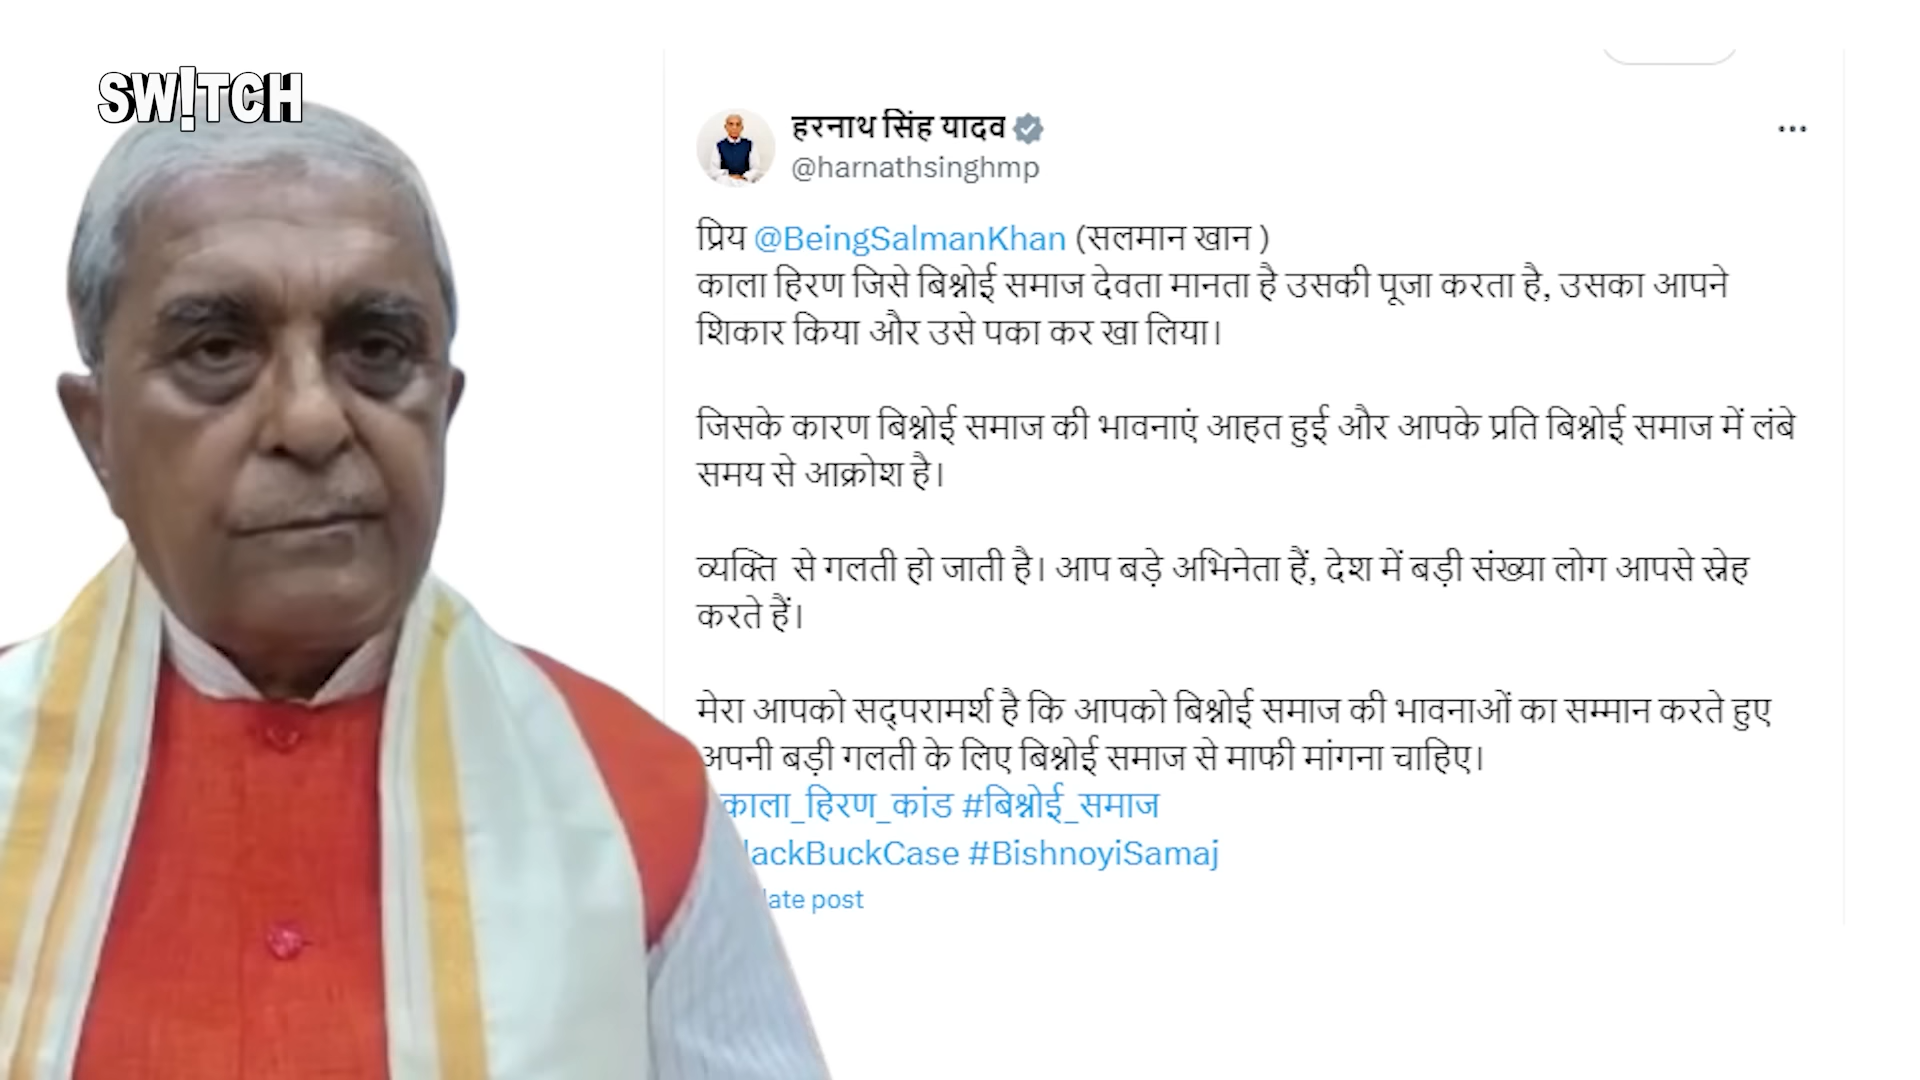 SW!TCH
हरनाथ सिंह यादव
@harnathsinghmp
प्रिय @BeingSalmanKhan (सलमान खान )
काला हिरण जिसे बिश्नोई समाज देवता मानता है उसकी पूजा करता है, उसका आपने
शिकार किया और उसे पका कर खा लिया।
जिसके कारण बिश्नोई समाज की भावनाएं आहत हुई और आपके प्रति बिश्नोई समाज में लंबे
समय से आक्रोश है।
व्यक्ति से गलती हो जाती है। आप बड़े अभिनेता हैं, देश में बड़ी संख्या लोग आपसे स्नेह
करते हैं।
मेरा आपको सद्परामर्श है कि आपको बिश्नोई समाज की भावनाओं का सम्मान करते हुए
अपनी बड़ी गलती के लिए बिश्नोई समाज से माफी मांगना चाहिए।
काला_हिरण_कांड #बिश्नोई_समाज
lackBuckCase #BishnoyiSamaj
late post